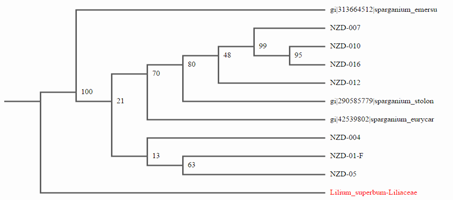 gi|313664512|sparganium_emersu
NZD-007
99
NZD-010
48
95
80
NZD-016
70
NZD-012
100
21
gi|290585779|sparganium_stolon
gi|42539802|sparganium_eurycar
NZD-004
13
NZD-01-F
63
NZD-05
Lilium_superbum-Liliaceae